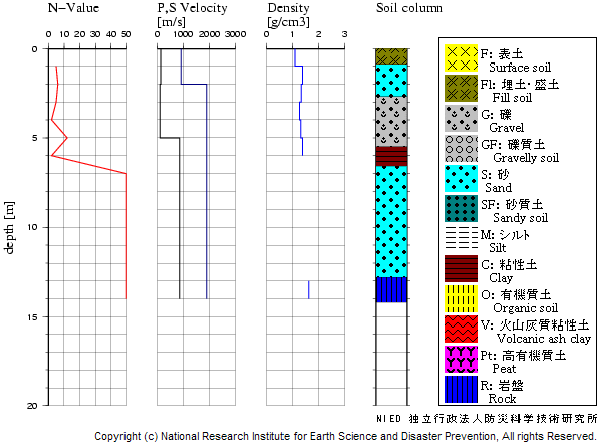 N−Value
P,S Velocity
[m/s]
Density
[g/cm3]
Soil column
0 10 20 30 40 50
0 1000 2000 3000
0 1 2 3
0
5
10
15
20
depth [m]
F: 表土
Surface soil
Fl: 埋土・盛土
Fill soil
G: 礫
Gravel
GF: 礫質土
Gravelly soil
S: 砂
Sand
SF: 砂質土
Sandy soil
M: シルト
Silt
C: 粘性土
Clay
O: 有機質土
Organic soil
V: 火山灰質粘性土
Volcanic ash clay
Pt: 高有機質土
Peat
R: 岩盤
Rock
NIED 独立行政法人防災科学技術研究所
Copyright (c) National Research Institute for Earth Science and Disaster Prevention, All rights Reserved.